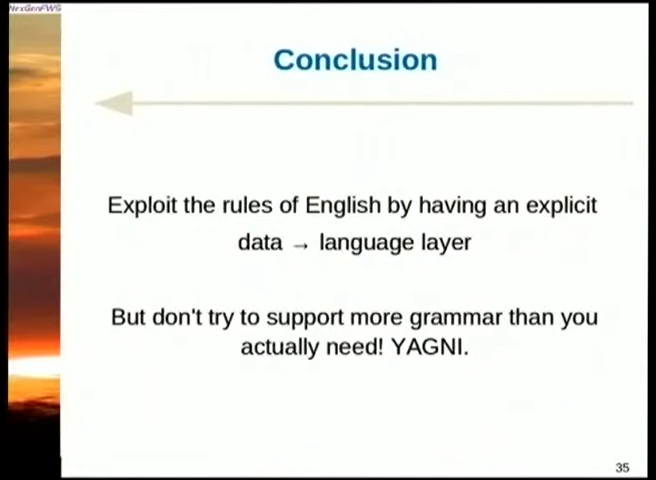 NexGenFWS
Conclusion
Exploit the rules of English by having an explicit
data → language layer
But don't try to support more grammar than you
actually need! YAGNI.
35